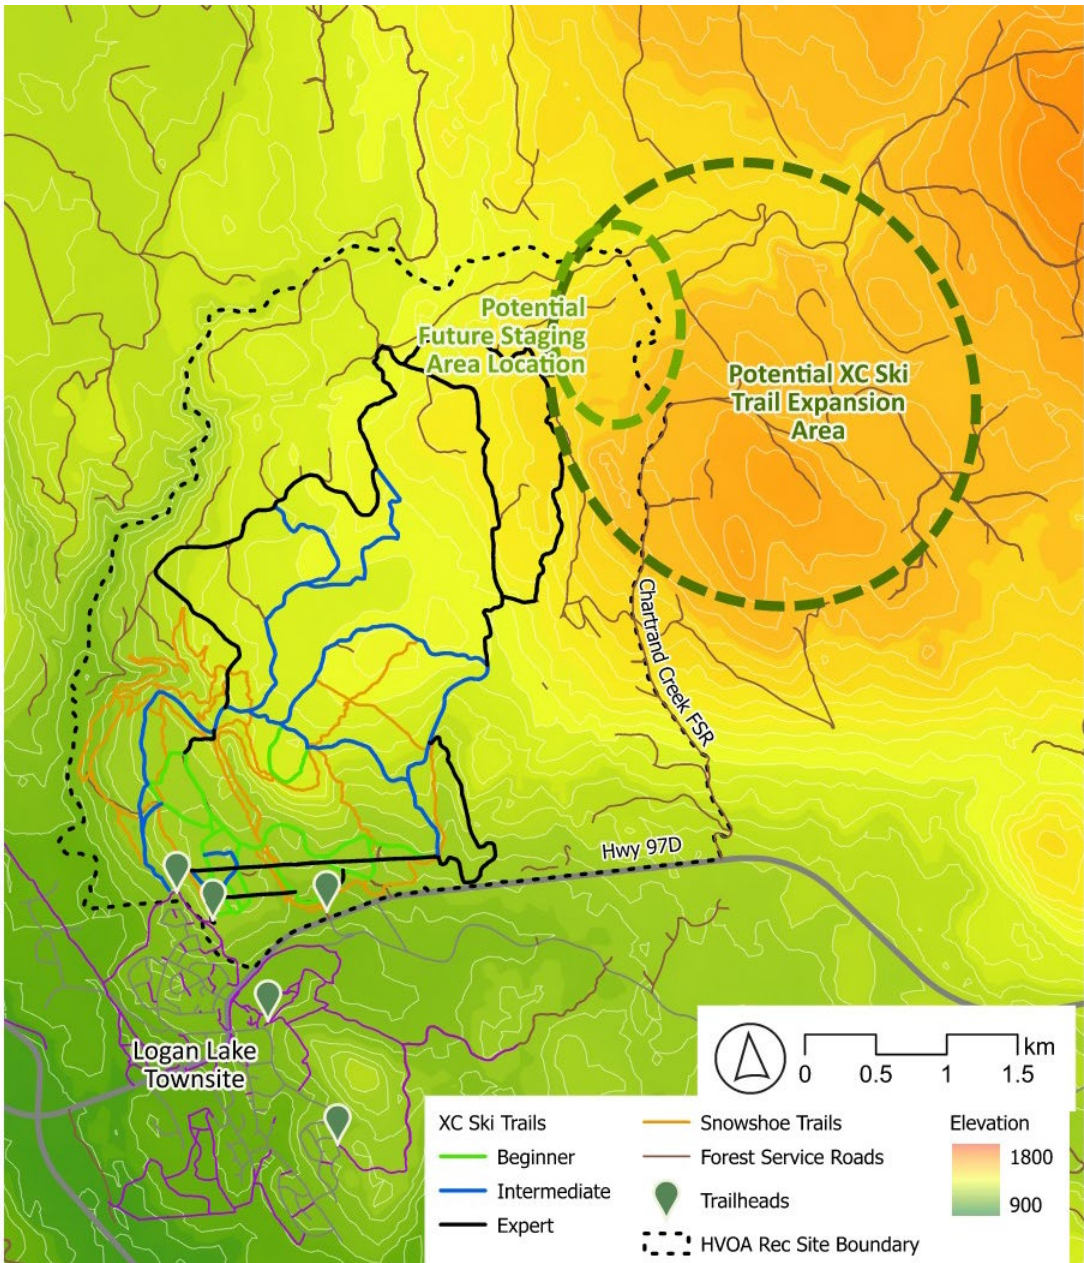 Potential
Future Staging
Area Location
Potential XC Ski
Trail Expansion
Area
Chartrand Creek FSR
Hwy 97D
Logan Lake
Townsite
km
0 0.5 1 1.5
XC Ski Trails
Beginner
Intermediate
Expert
Snowshoe Trails
Forest Service Roads
Trailheads
HVOA Rec Site Boundary
Elevation
1800
900